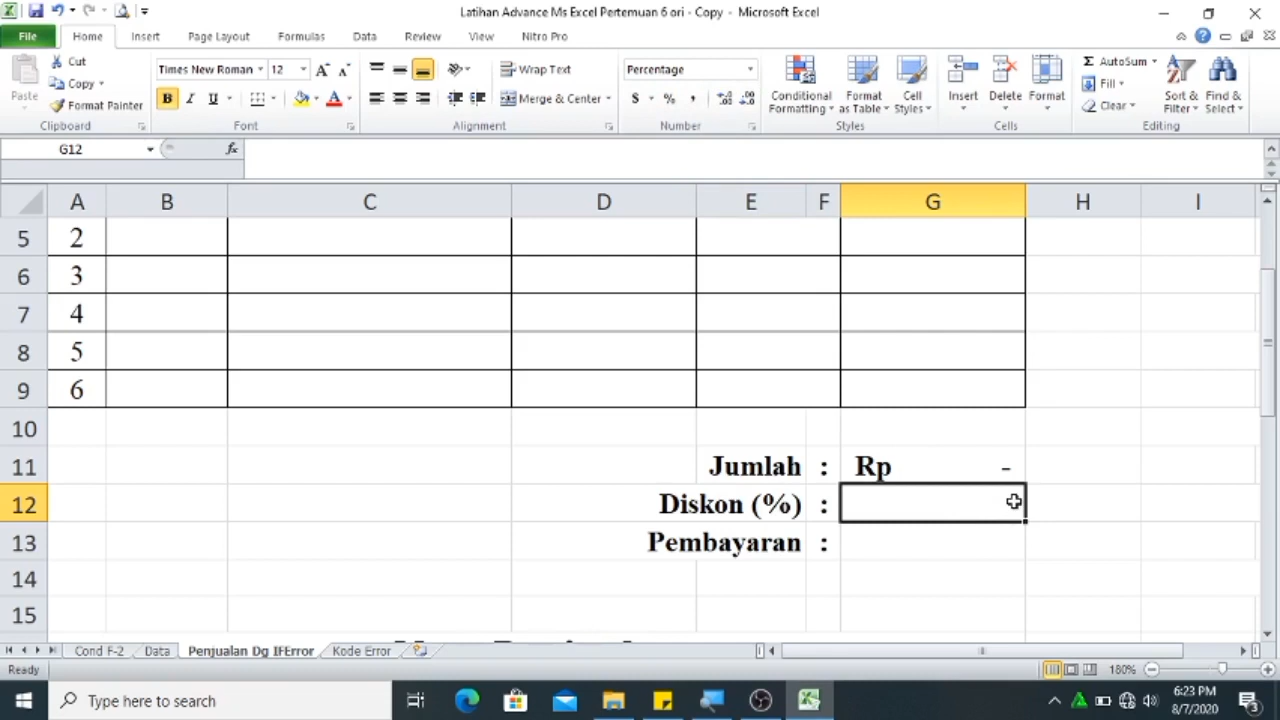 Latihan Advance Ms Excel Pertemuan 6 ori - Copy - Microsoft Excel
File Home Insert Page Layout Formulas Data Review View Nitro Pro
Paste Cut Copy Format Painter
Times New Roman 12
B I U A A A
Wrap Text
Merge & Center
Percentage
$ % ,
Conditional Formatting Format as Table Cell Styles
Insert Delete Format
Σ AutoSum Fill Clear
Sort & Filter Find & Select
Clipboard Font Alignment Number Styles Cells Editing
G12 fx
A B C D E F G H I
5 2
6 3
7 4
8 5
9 6
10
11 Jumlah : Rp -
12 Diskon (%) :
13 Pembayaran :
14
15
Cond F-2 Data Penjualan Dg IFError Kode Error
Ready 180%
Type here to search
6:23 PM
8/7/2020
3